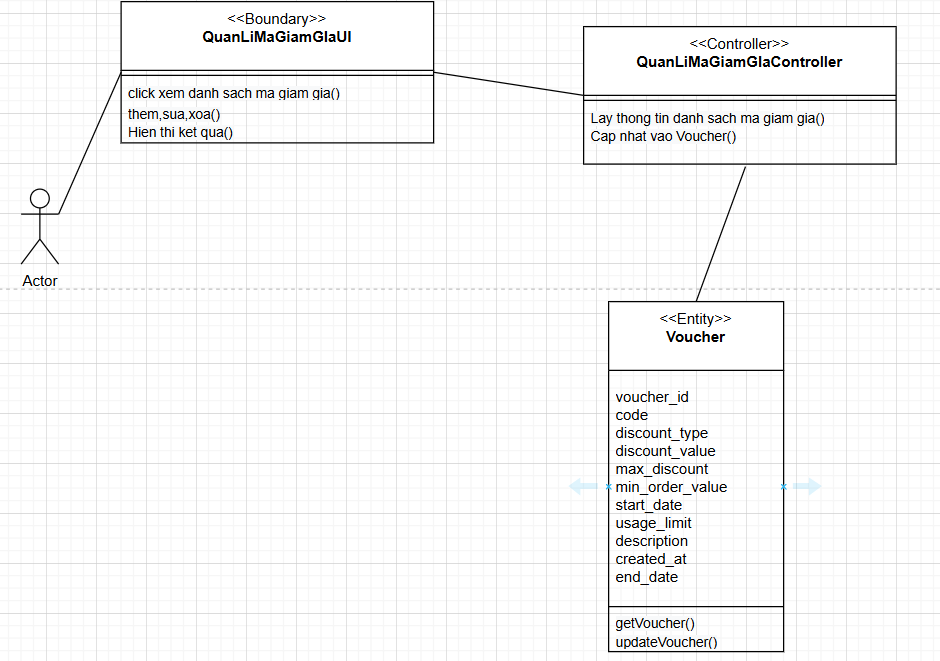 <<Boundary>>
QuanLiMaGiamGIaUI
click xem danh sach ma giam gia()
them,sua,xoa()
Hien thi ket qua()
<<Controller>>
QuanLiMaGiamGIaController
Lay thong tin danh sach ma giam gia()
Cap nhat vao Voucher()
Actor
<<Entity>>
Voucher
voucher_id
code
discount_type
discount_value
max_discount
min_order_value
start_date
usage_limit
description
created_at
end_date
getVoucher()
updateVoucher()